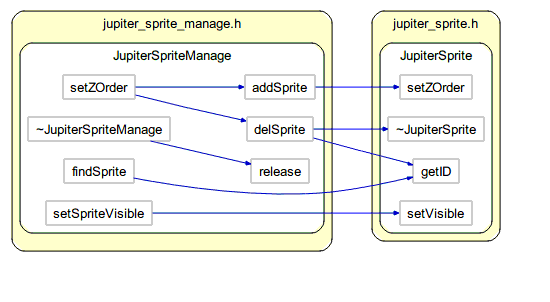 jupiter_sprite_manage.h
JupiterSpriteManage
setZOrder
addSprite
~JupiterSpriteManage
delSprite
findSprite
release
setSpriteVisible
jupiter_sprite.h
JupiterSprite
setZOrder
~JupiterSprite
getID
setVisible